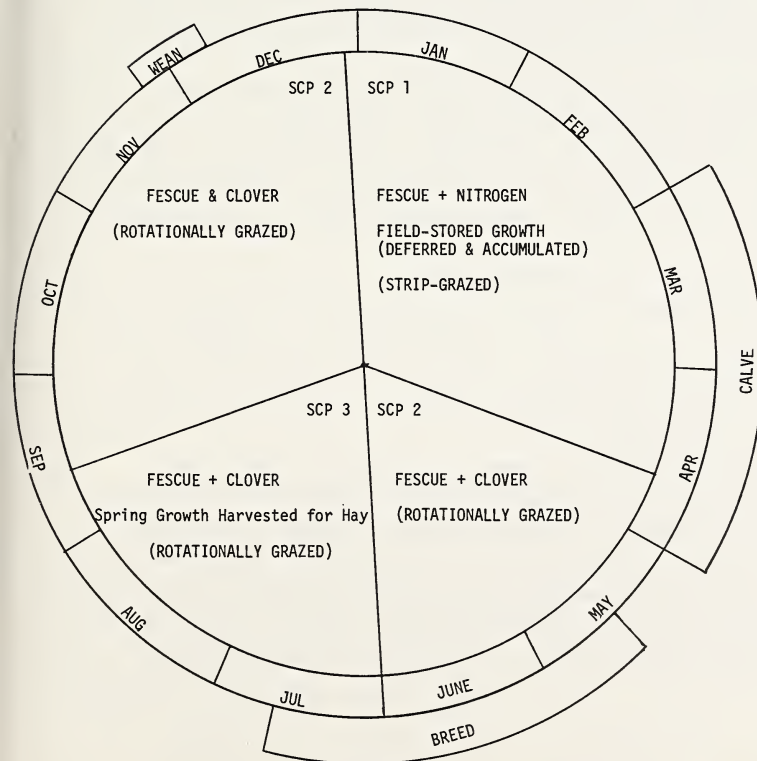 WEAN
DEC
JAN
FEB
MAR
CALVE
APR
MAY
JUNE
BREED
JUL
AUG
SEP
OCT
NOV
SCP 2
FESCUE & CLOVER
(ROTATIONALLY GRAZED)
SCP 1
FESCUE + NITROGEN
FIELD-STORED GROWTH
(DEFERRED & ACCUMULATED)
(STRIP-GRAZED)
SCP 3
FESCUE + CLOVER
Spring Growth Harvested for Hay
(ROTATIONALLY GRAZED)
SCP 2
FESCUE + CLOVER
(ROTATIONALLY GRAZED)